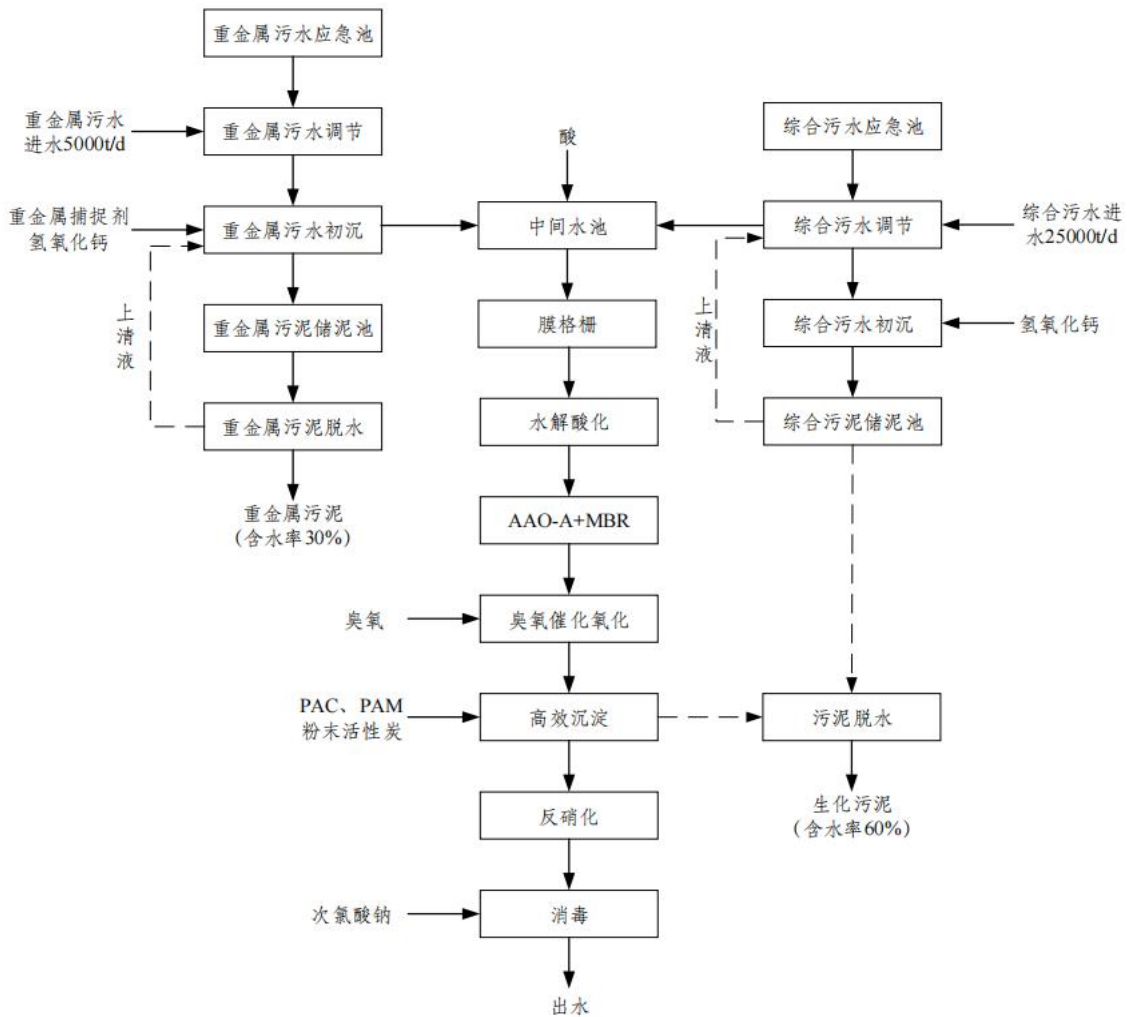 重金属污水应急池
重金属污水
进水5000t/d
重金属污水调节
重金属捕捉剂
氢氧化钙
重金属污水初沉
上
清
液
重金属污泥储泥池
重金属污泥脱水
重金属污泥
(含水率30%)
酸
中间水池
膜格栅
水解酸化
AAO-A+MBR
臭氧
臭氧催化氧化
PAC、PAM
粉末活性炭
高效沉淀
反硝化
次氯酸钠
消毒
出水
综合污水应急池
综合污水调节
综合污水进
水25000t/d
上
清
液
综合污水初沉
氢氧化钙
综合污泥储泥池
污泥脱水
生化污泥
(含水率60%)